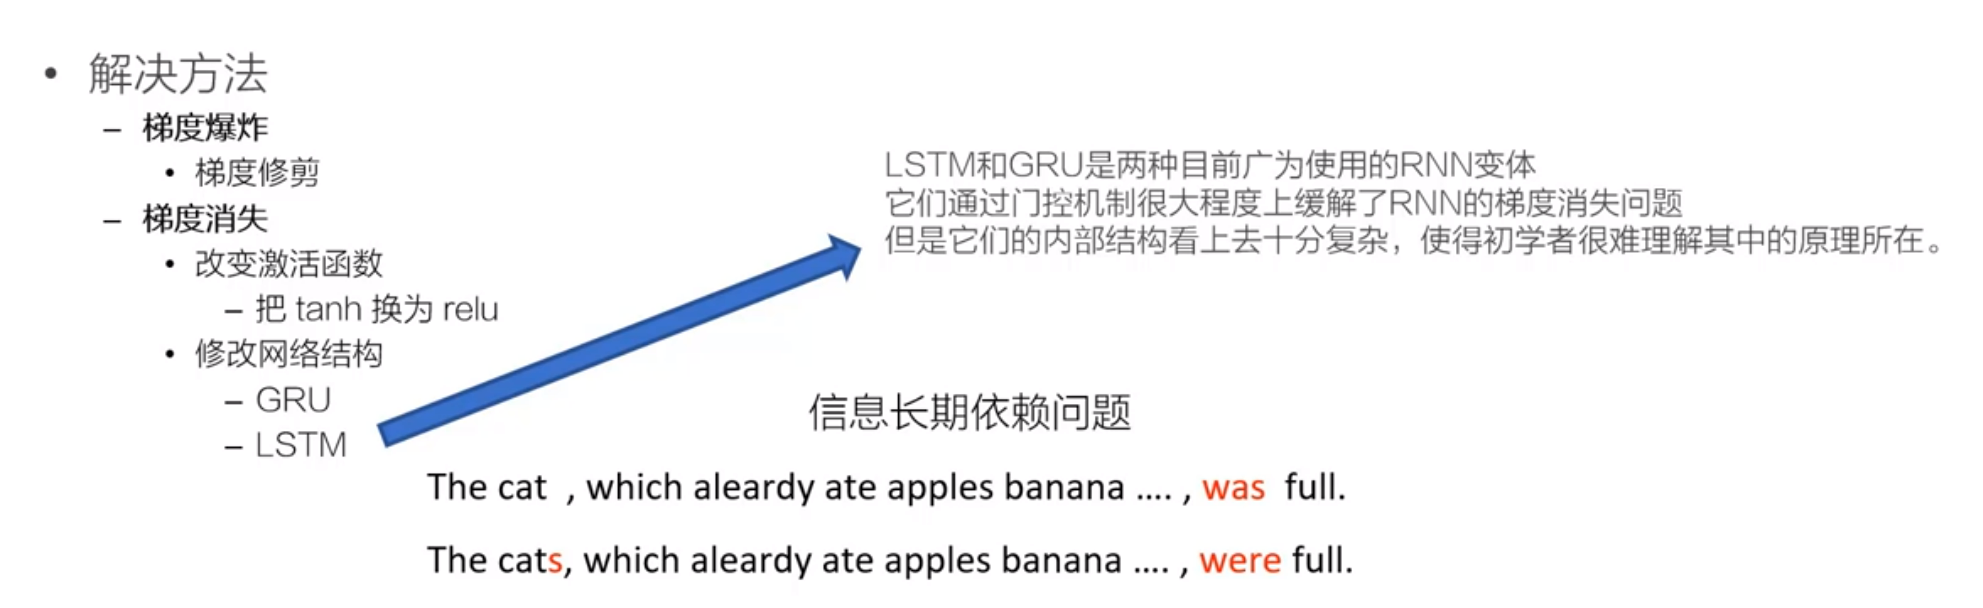 • 解决方法
– 梯度爆炸
• 梯度修剪
– 梯度消失
• 改变激活函数
– 把 tanh 换为 relu
• 修改网络结构
– GRU
– LSTM
LSTM和GRU是两种目前广为使用的RNN变体
它们通过门控机制很大程度上缓解了RNN的梯度消失问题
但是它们的内部结构看上去十分复杂，使得初学者很难理解其中的原理所在。
信息长期依赖问题
The cat , which aleardy ate apples banana …. , was full.
The cats, which aleardy ate apples banana …. , were full.